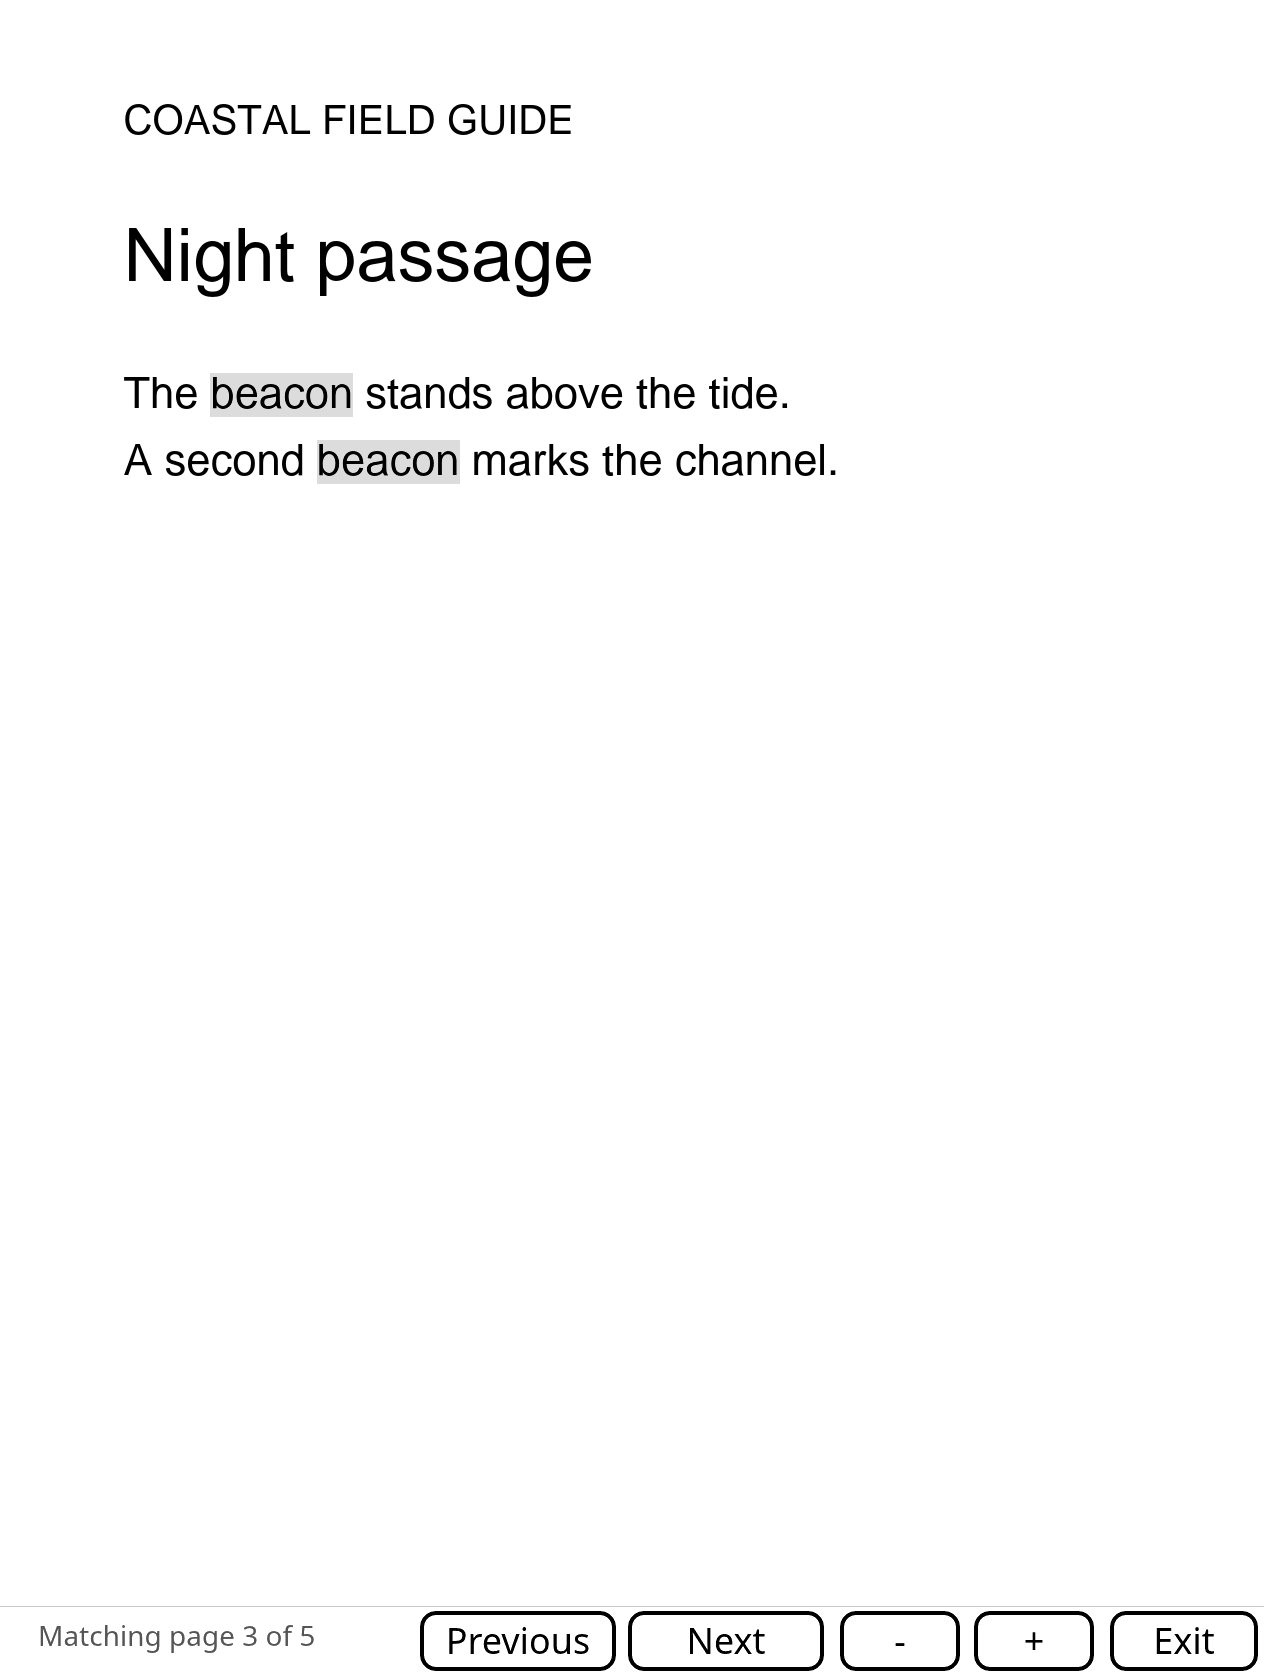 COASTAL FIELD GUIDE
Night passage
The beacon stands above the tide.
A second beacon marks the channel.
Matching page 3 of 5
Previous
Next
-
+
Exit